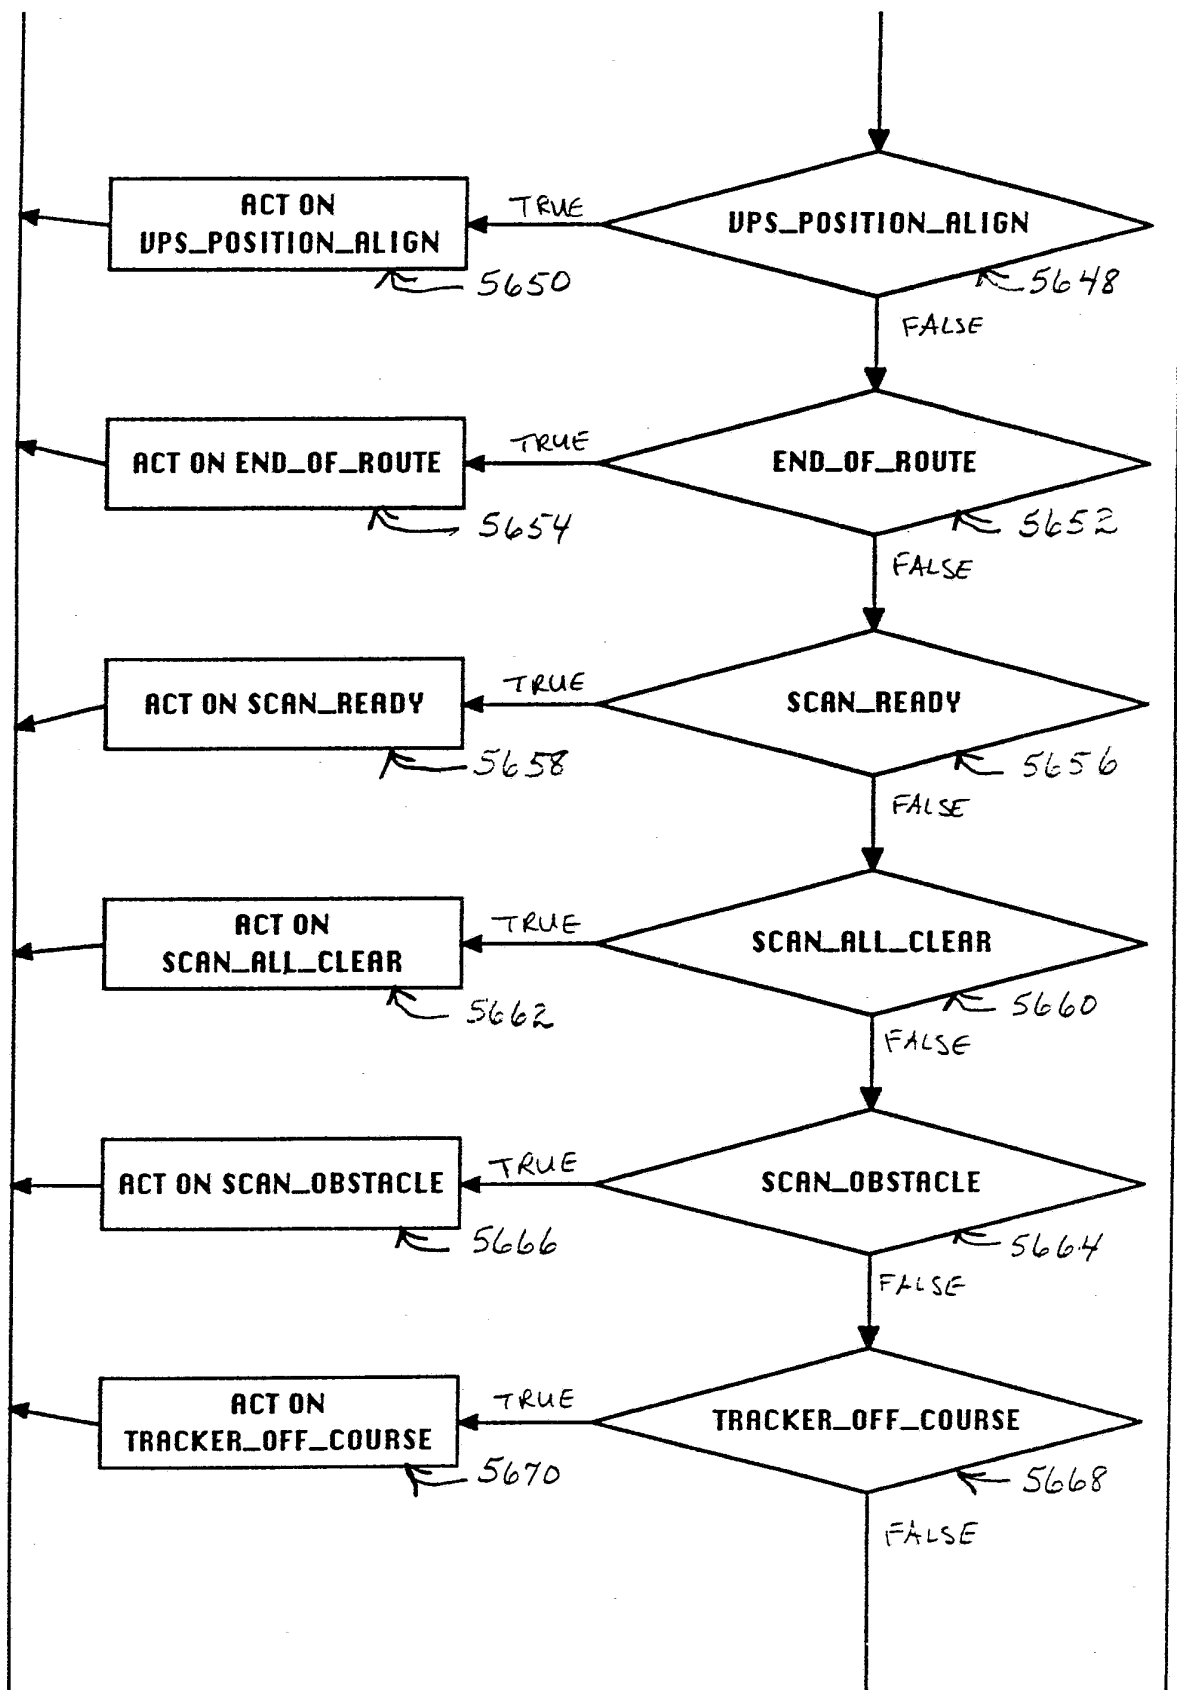 ACT ON
VPS_POSITION_ALIGN
TRUE
VPS_POSITION_ALIGN
5650
5648
FALSE
ACT ON END_OF_ROUTE
TRUE
END_OF_ROUTE
5654
5652
FALSE
ACT ON SCAN_READY
TRUE
SCAN_READY
5658
5656
FALSE
ACT ON
SCAN_ALL_CLEAR
TRUE
SCAN_ALL_CLEAR
5662
5660
FALSE
ACT ON SCAN_OBSTACLE
TRUE
SCAN_OBSTACLE
5666
5664
FALSE
ACT ON
TRACKER_OFF_COURSE
TRUE
TRACKER_OFF_COURSE
5670
5668
FALSE